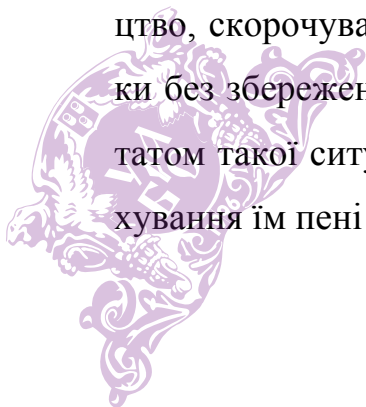 цтво, скорочува
ки без збережен
татом такої ситу
хування їм пені